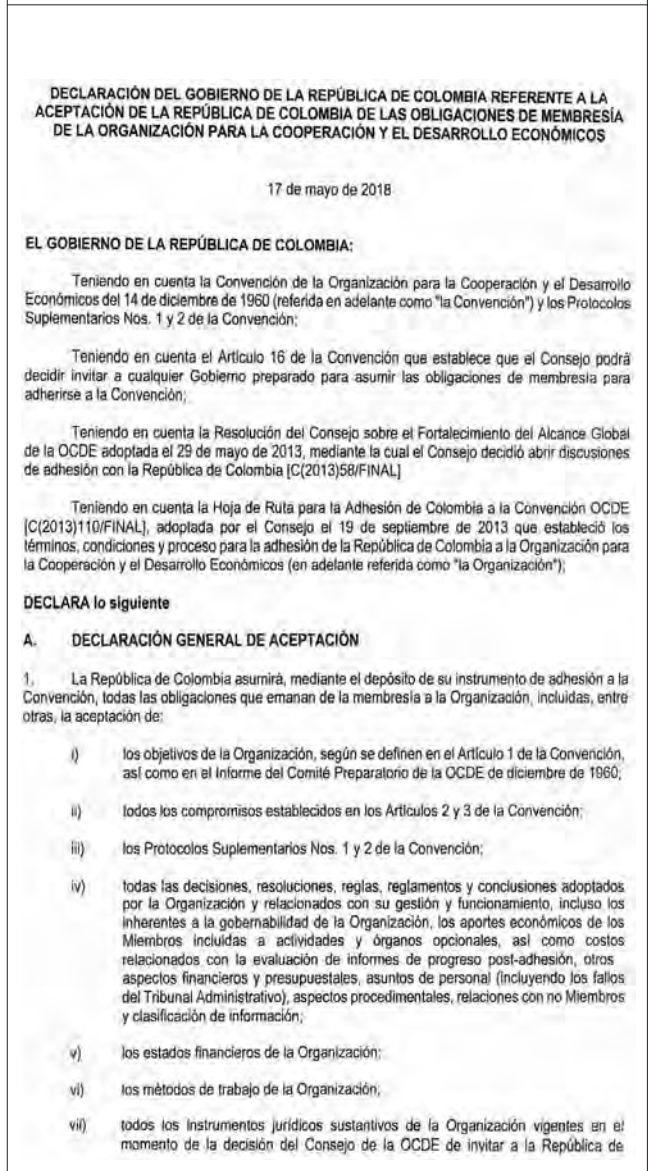 DECLARACIÓN DEL GOBIERNO DE LA REPÚBLICA DE COLOMBIA REFERENTE A LA
ACEPTACIÓN DE LA REPÚBLICA DE COLOMBIA DE LAS OBLIGACIONES DE MEMBRESÍA
DE LA ORGANIZACIÓN PARA LA COOPERACIÓN Y EL DESARROLLO ECONÓMICOS
17 de mayo de 2018
EL GOBIERNO DE LA REPÚBLICA DE COLOMBIA:
Teniendo en cuenta la Convención de la Organización para la Cooperación y el Desarrollo
Económicos del 14 de diciembre de 1960 (referida en adelante como "la Convención") y los Protocolos
Suplementarios Nos. 1 y 2 de la Convención;
Teniendo en cuenta el Artículo 16 de la Convención que establece que el Consejo podrá
decidir invitar a cualquier Gobierno preparado para asumir las obligaciones de membresía para
adherirse a la Convención;
Teniendo en cuenta la Resolución del Consejo sobre el Fortalecimiento del Alcance Global
de la OCDE adoptada el 29 de mayo de 2013, mediante la cual el Consejo decidió abrir discusiones
de adhesión con la República de Colombia [C(2013)58/FINAL]
Teniendo en cuenta la Hoja de Ruta para la Adhesión de Colombia a la Convención OCDE
[C(2013)110/FINAL], adoptada por el Consejo el 19 de septiembre de 2013 que estableció los
términos, condiciones y proceso para la adhesión de la República de Colombia a la Organización para
la Cooperación y el Desarrollo Económicos (en adelante referida como "la Organización");
DECLARA lo siguiente
A. DECLARACIÓN GENERAL DE ACEPTACIÓN
1. La República de Colombia asumirá, mediante el depósito de su instrumento de adhesión a la
Convención, todas las obligaciones que emanan de la membresía a la Organización, incluidas, entre
otras, la aceptación de:
i) los objetivos de la Organización, según se definen en el Artículo 1 de la Convención,
así como en el Informe del Comité Preparatorio de la OCDE de diciembre de 1960;
ii) todos los compromisos establecidos en los Artículos 2 y 3 de la Convención;
iii) los Protocolos Suplementarios Nos. 1 y 2 de la Convención;
iv) todas las decisiones, resoluciones, reglas, reglamentos y conclusiones adoptados
por la Organización y relacionados con su gestión y funcionamiento, incluso los
inherentes a la gobernabilidad de la Organización, los aportes económicos de los
Miembros incluidas a actividades y órganos opcionales, así como costos
relacionados con la evaluación de informes de progreso post-adhesión, otros
aspectos financieros y presupuestales, asuntos de personal (incluyendo los fallos
del Tribunal Administrativo), aspectos procedimentales, relaciones con no Miembros
y clasificación de información;
v) los estados financieros de la Organización;
vi) los métodos de trabajo de la Organización;
vii) todos los instrumentos jurídicos sustantivos de la Organización vigentes en el
momento de la decisión del Consejo de la OCDE de invitar a la República de